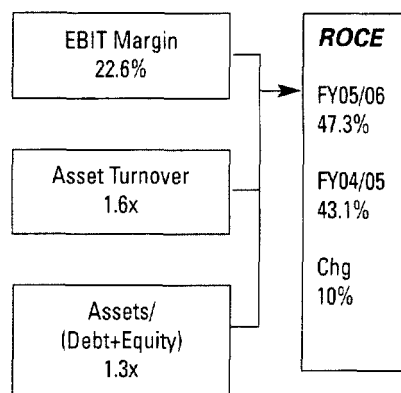 EBIT Margin
22.6%
Asset Turnover
1.6x
Assets/
(Debt+Equity)
1.3x
ROCE
FY05/06
47.3%
FY04/05
43.1%
Chg
10%